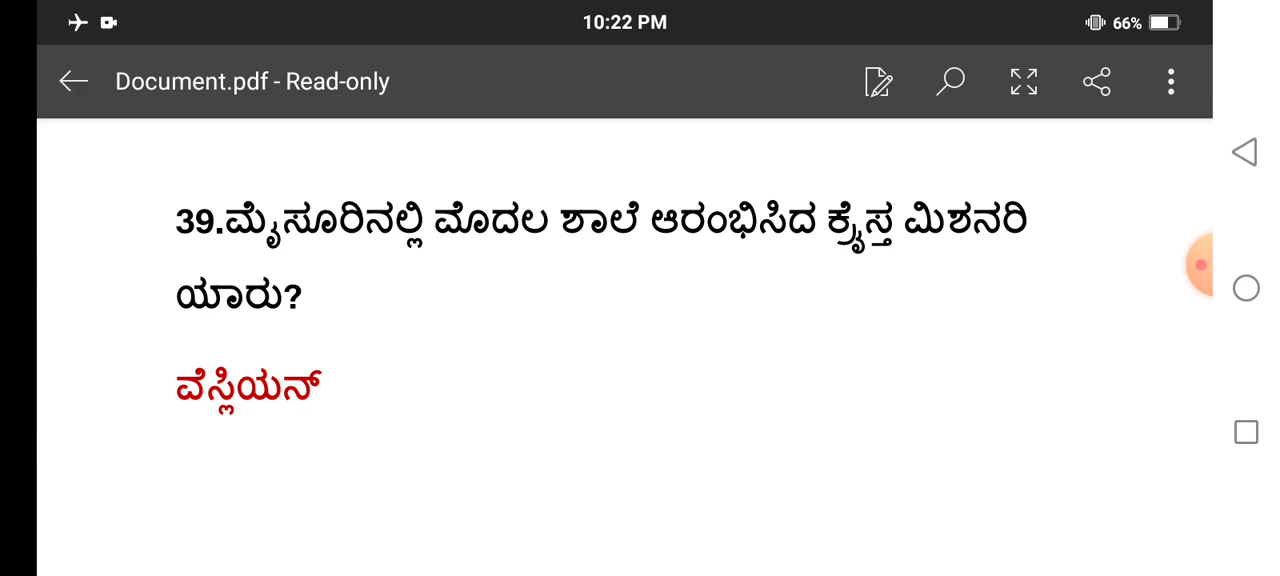 10:22 PM
66%
Document.pdf - Read-only
39.ಮೈಸೂರಿನಲ್ಲಿ ಮೊದಲ ಶಾಲೆ ಆರಂಭಿಸಿದ ಕ್ರೈಸ್ತ ಮಿಶನರಿ
ಯಾರು?
ವೆಸ್ಲಿಯನ್